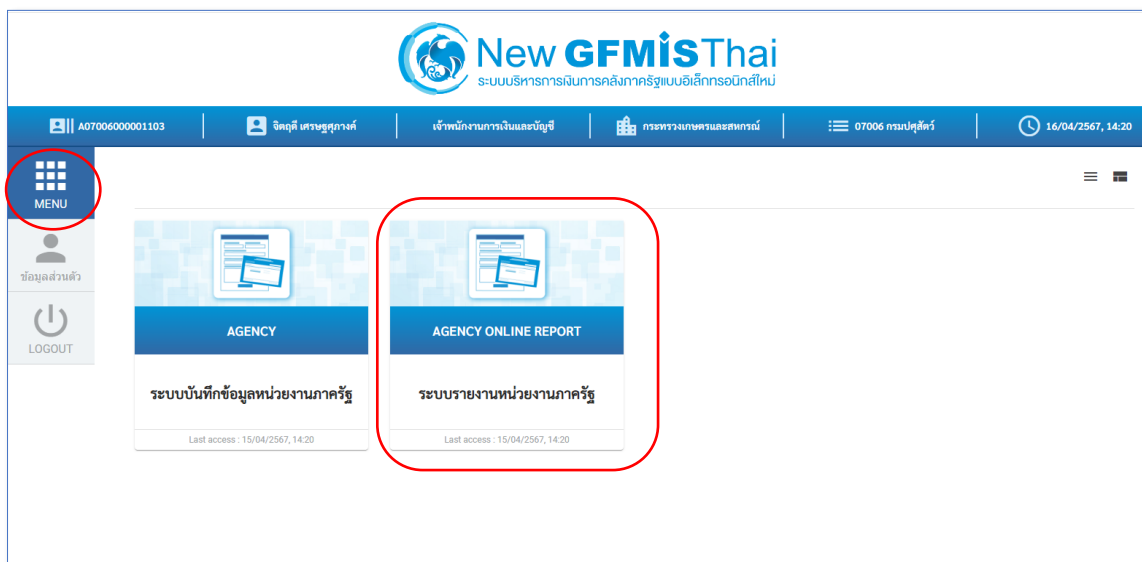 New GFMIS Thai
ระบบบริหารการเงินการคลังภาครัฐแบบอิเล็กทรอนิกส์ใหม่
A07006000001103
จิตฤดี เศรษฐศุภางค์
เจ้าพนักงานการเงินและบัญชี
กระทรวงเกษตรและสหกรณ์
07006 กรมปศุสัตว์
16/04/2567, 14:20
MENU
ข้อมูลส่วนตัว
LOGOUT
AGENCY
ระบบบันทึกข้อมูลหน่วยงานภาครัฐ
Last access : 15/04/2567, 14:20
AGENCY ONLINE REPORT
ระบบรายงานหน่วยงานภาครัฐ
Last access : 15/04/2567, 14:20